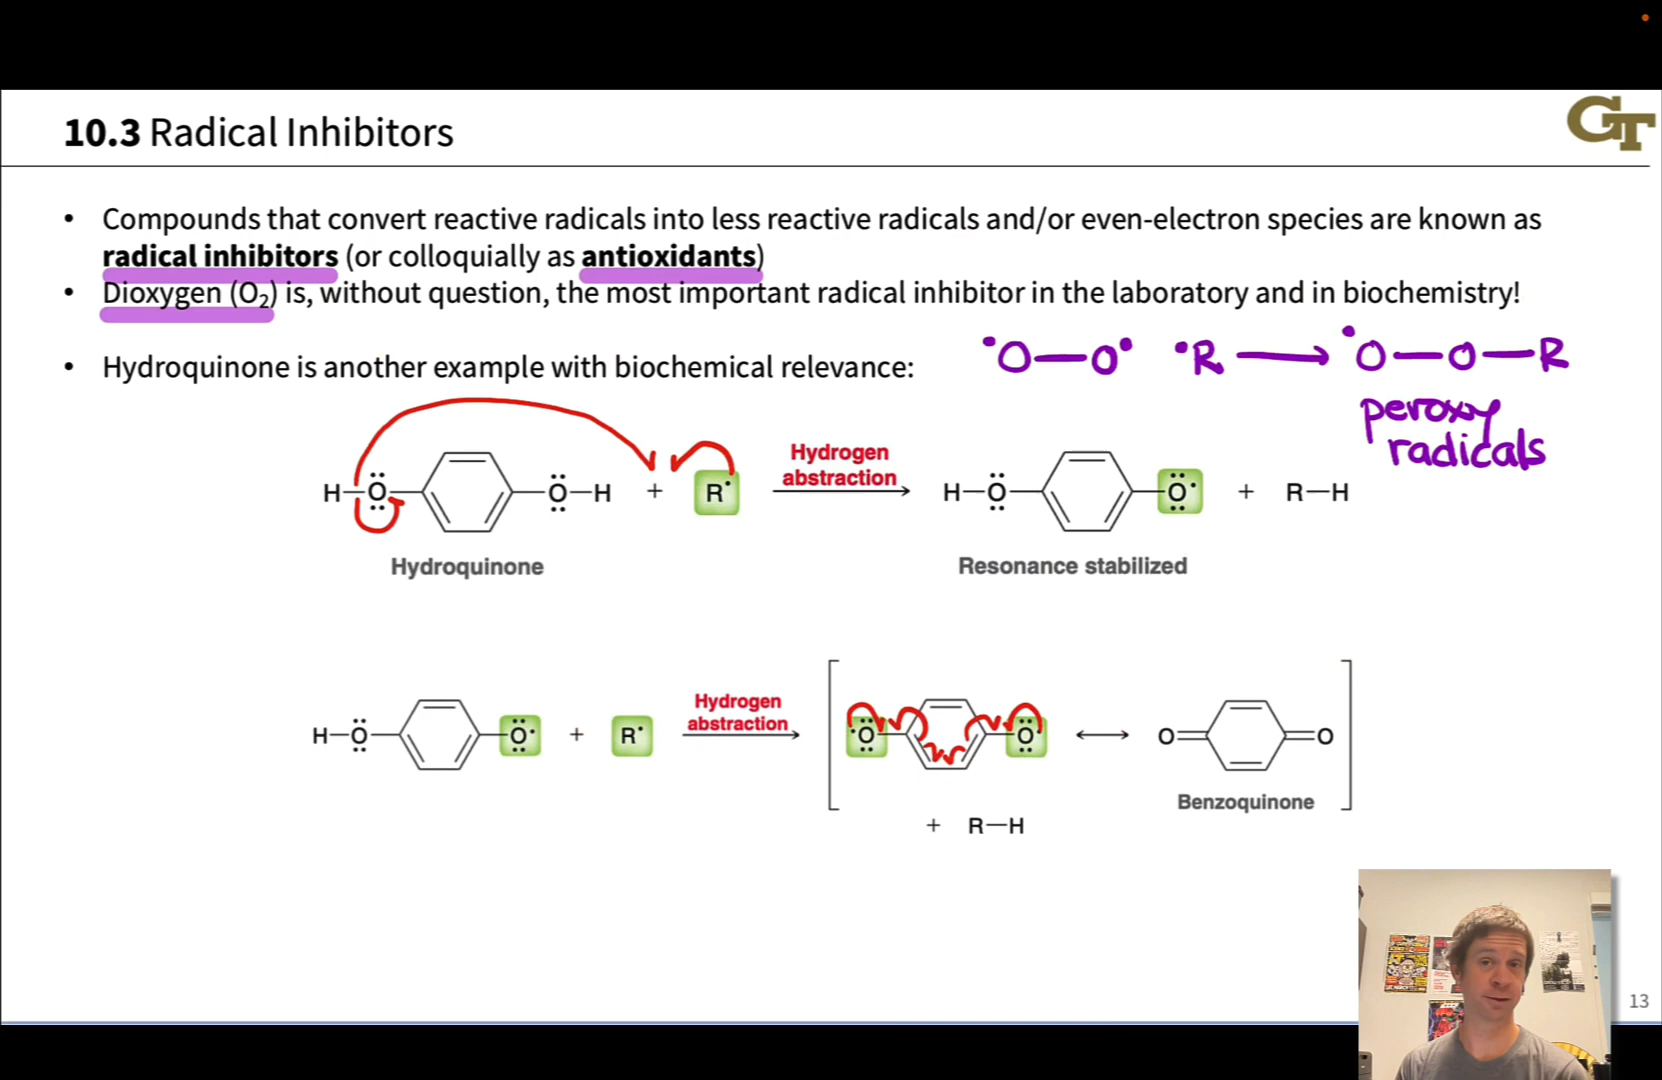 GT
10.3 Radical Inhibitors
• Compounds that convert reactive radicals into less reactive radicals and/or even-electron species are known as
radical inhibitors (or colloquially as antioxidants)
• Dioxygen (O₂) is, without question, the most important radical inhibitor in the laboratory and in biochemistry!
• Hydroquinone is another example with biochemical relevance:
•O—O• •R → •O—O—R
peroxy
radicals
H—O O—H + R• Hydrogen abstraction H—O O• + R—H
Hydroquinone Resonance stabilized
H—O O• + R• Hydrogen abstraction •O O• ↔ O O
Benzoquinone
+ R—H
13